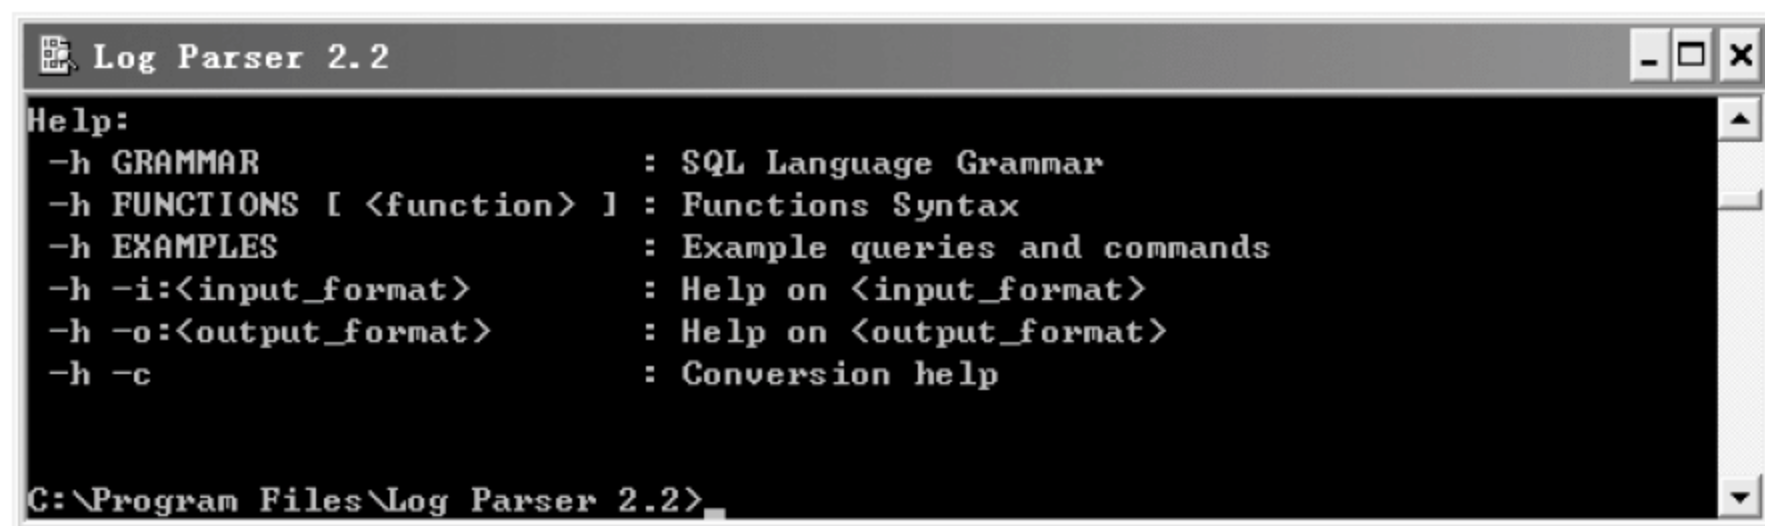 Log Parser 2.2
Help:
-h GRAMMAR : SQL Language Grammar
-h FUNCTIONS [ <function> ] : Functions Syntax
-h EXAMPLES : Example queries and commands
-h -i:<input_format> : Help on <input_format>
-h -o:<output_format> : Help on <output_format>
-h -c : Conversion help
C:\Program Files\Log Parser 2.2>_